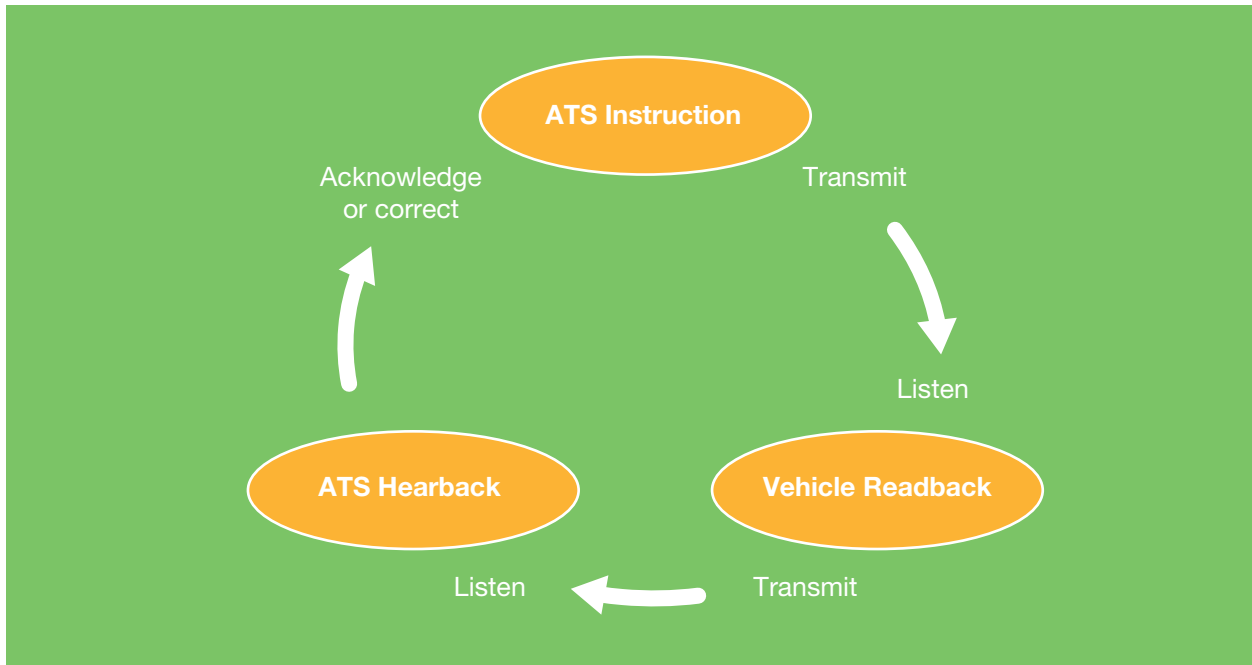 ATS Instruction
Acknowledge
or correct
Transmit
Listen
ATS Hearback
Vehicle Readback
Listen
Transmit